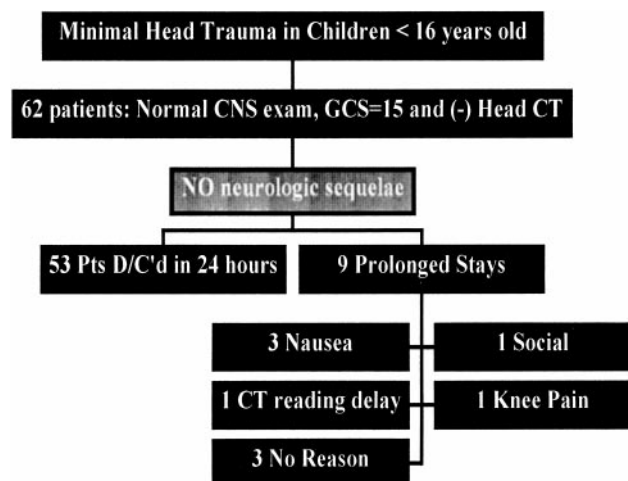 Minimal Head Trauma in Children < 16 years old
62 patients: Normal CNS exam, GCS=15 and (-) Head CT
NO neurologic sequelae
53 Pts D/C'd in 24 hours
9 Prolonged Stays
3 Nausea
1 Social
1 CT reading delay
1 Knee Pain
3 No Reason